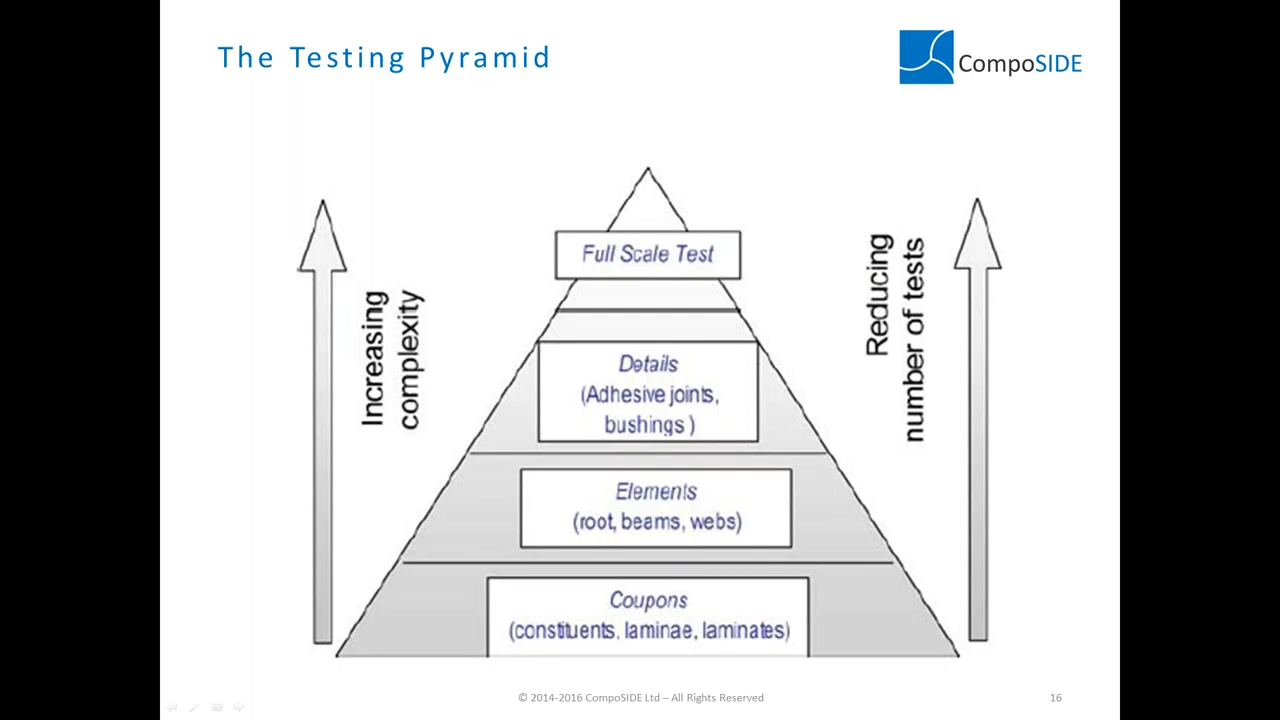 The Testing Pyramid
CompoSIDE
Full Scale Test
Increasing
complexity
Reducing
number of tests
Details
(Adhesive joints,
bushings )
Elements
(root, beams, webs)
Coupons
(constituents, laminae, laminates)
© 2014-2016 CompoSIDE Ltd – All Rights Reserved
16